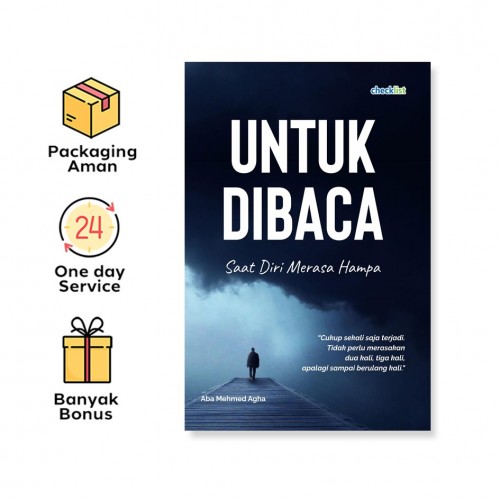 Packaging
Aman
24
One day
Service
Banyak
Bonus
checklist
UNTUK
DIBACA
Saat Diri Merasa Hampa
"Cukup sekali saja terjadi.
Tidak perlu merasakan
dua kali, tiga kali,
apalagi sampai berulang kali."
Aba Mehmed Agha